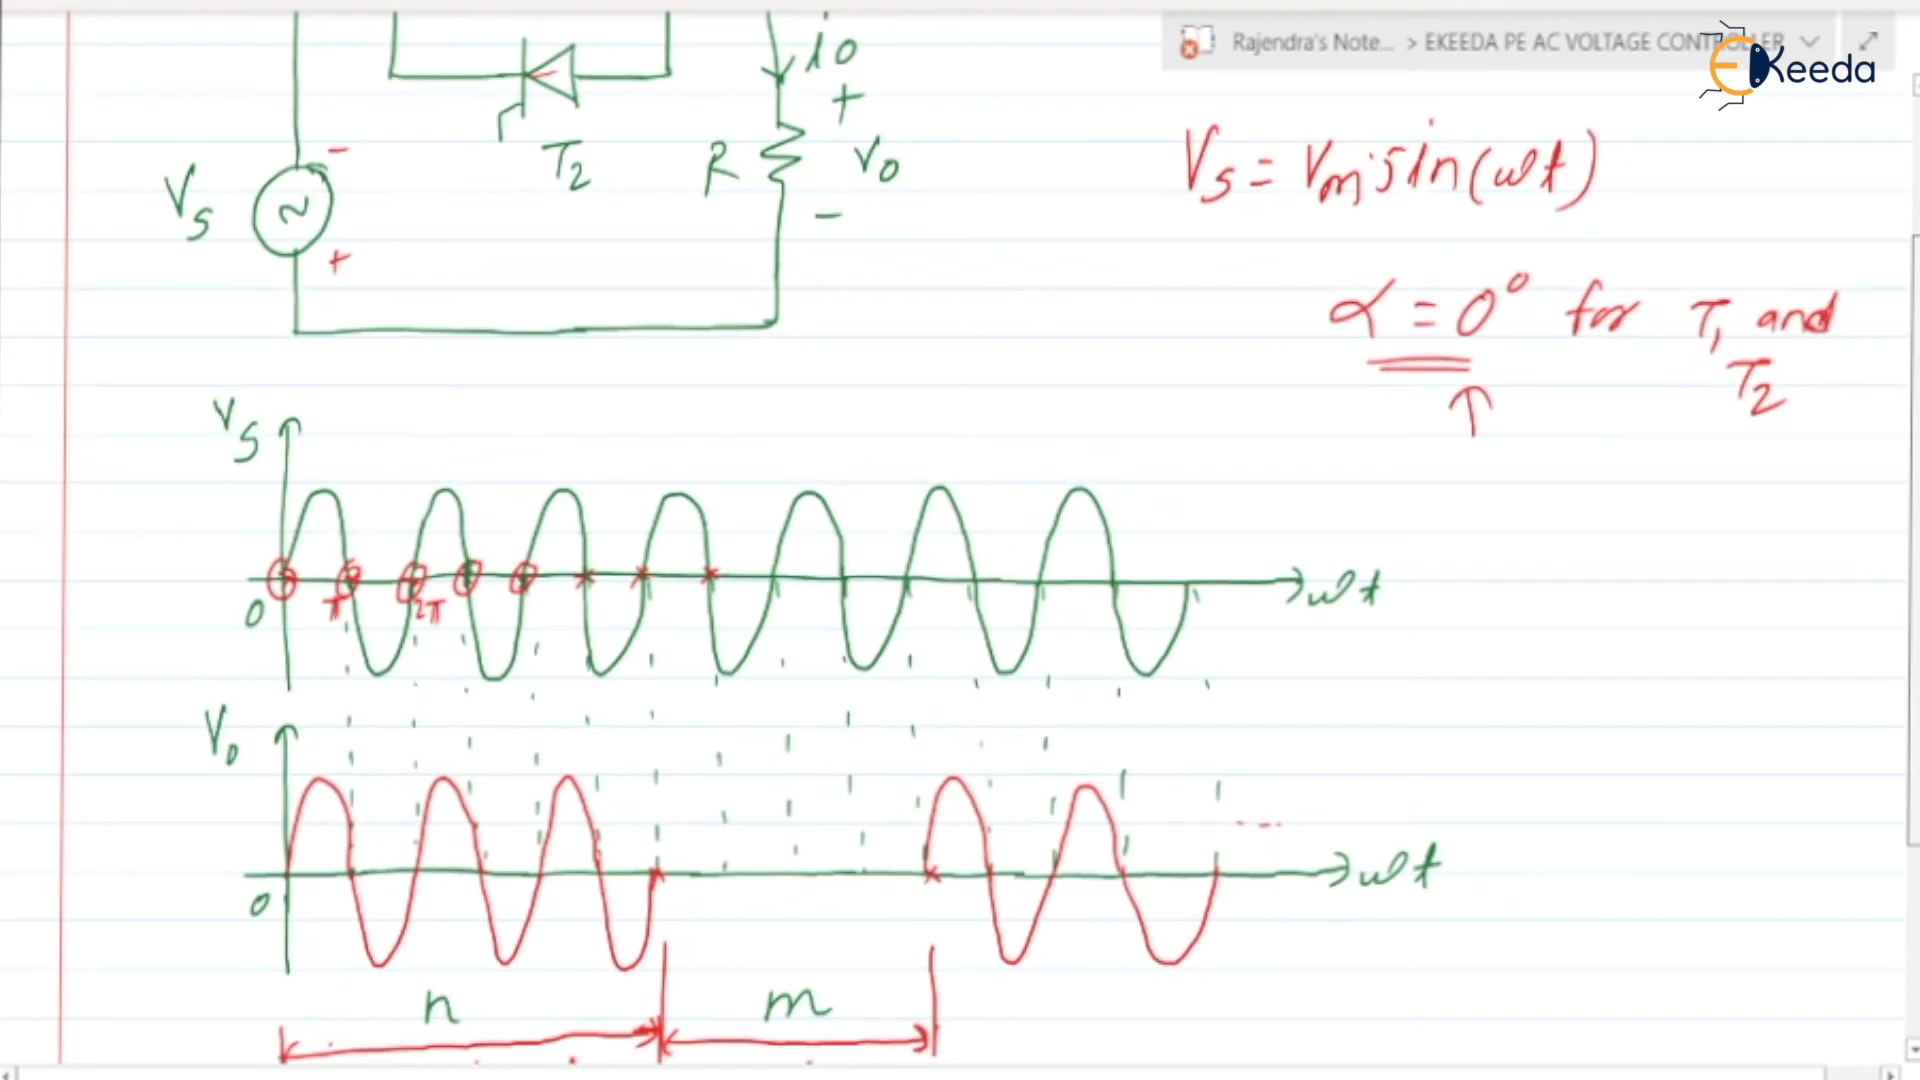 Rajendra's Note... > EKEEDA PE AC VOLTAGE CONTROLLER
EKeeda
io
+
T2
R
Vo
-
-
Vs
+
Vs = Vm sin(ωt)
α = 0° for T1 and
T2
Vs
0
π
2π
ωt
Vo
0
ωt
n
m